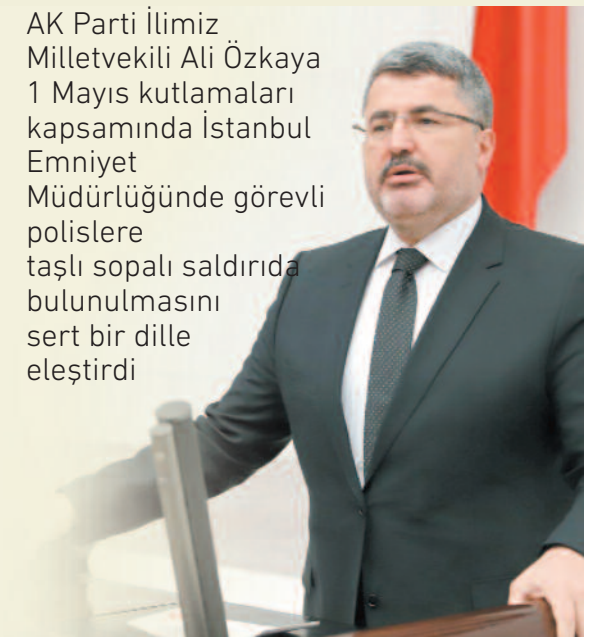 AK Parti İlimiz
Milletvekili Ali Özkaya
1 Mayıs kutlamaları
kapsamında İstanbul
Emniyet
Müdürlüğünde görevli
polislere
taşlı sopalı saldırıda
bulunulmasını
sert bir dille
eleştirdi